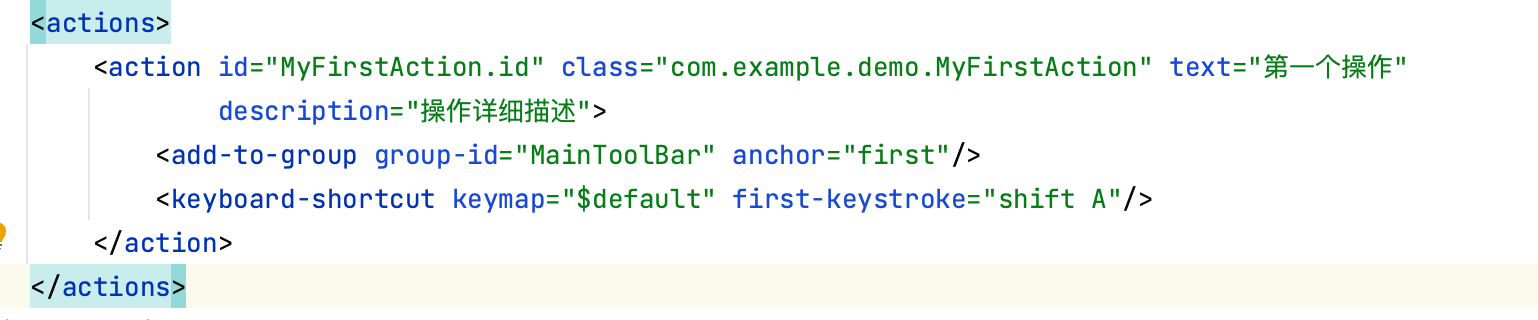 <actions>
<action id="MyFirstAction.id" class="com.example.demo.MyFirstAction" text="第一个操作"
description="操作详细描述">
<add-to-group group-id="MainToolBar" anchor="first"/>
<keyboard-shortcut keymap="$default" first-keystroke="shift A"/>
</action>
</actions>